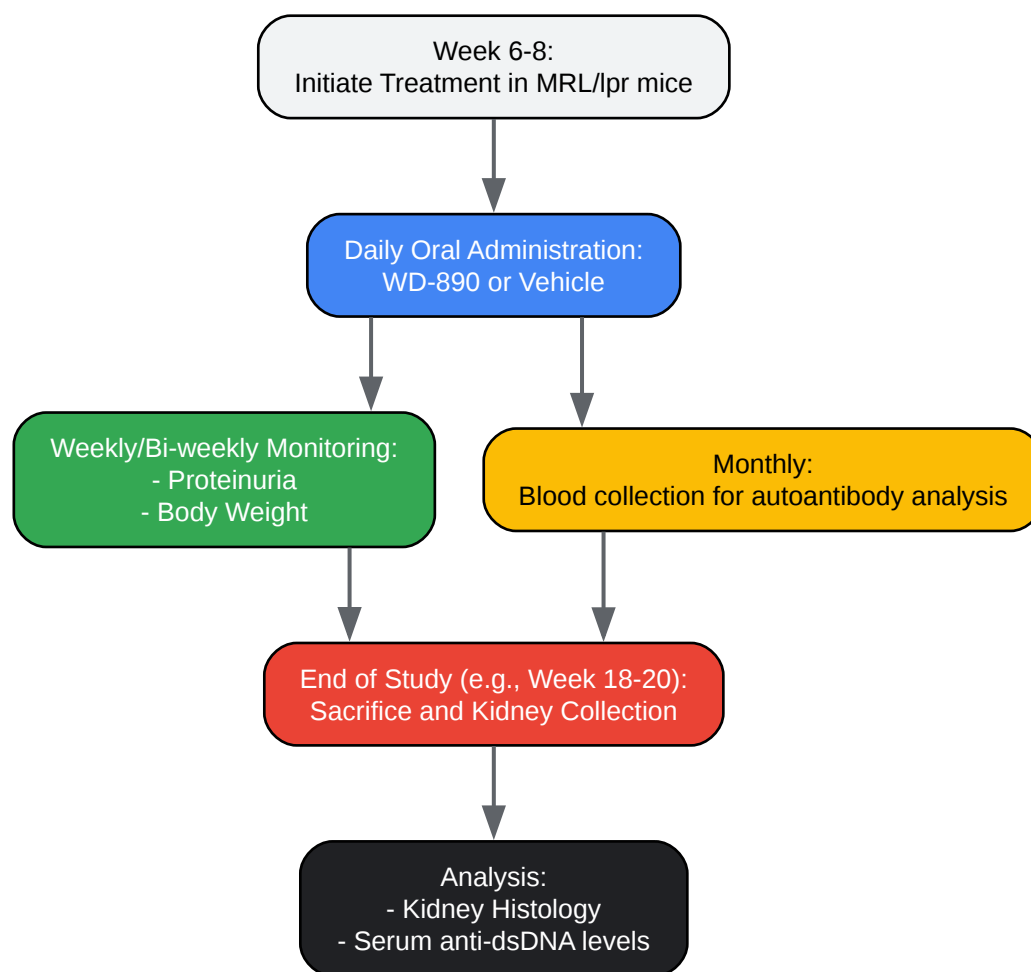 Week 6-8:
Initiate Treatment in MRL/lpr mice
Daily Oral Administration:
WD-890 or Vehicle
Weekly/Bi-weekly Monitoring:
- Proteinuria
- Body Weight
Monthly:
Blood collection for autoantibody analysis
End of Study (e.g., Week 18-20):
Sacrifice and Kidney Collection
Analysis:
- Kidney Histology
- Serum anti-dsDNA levels